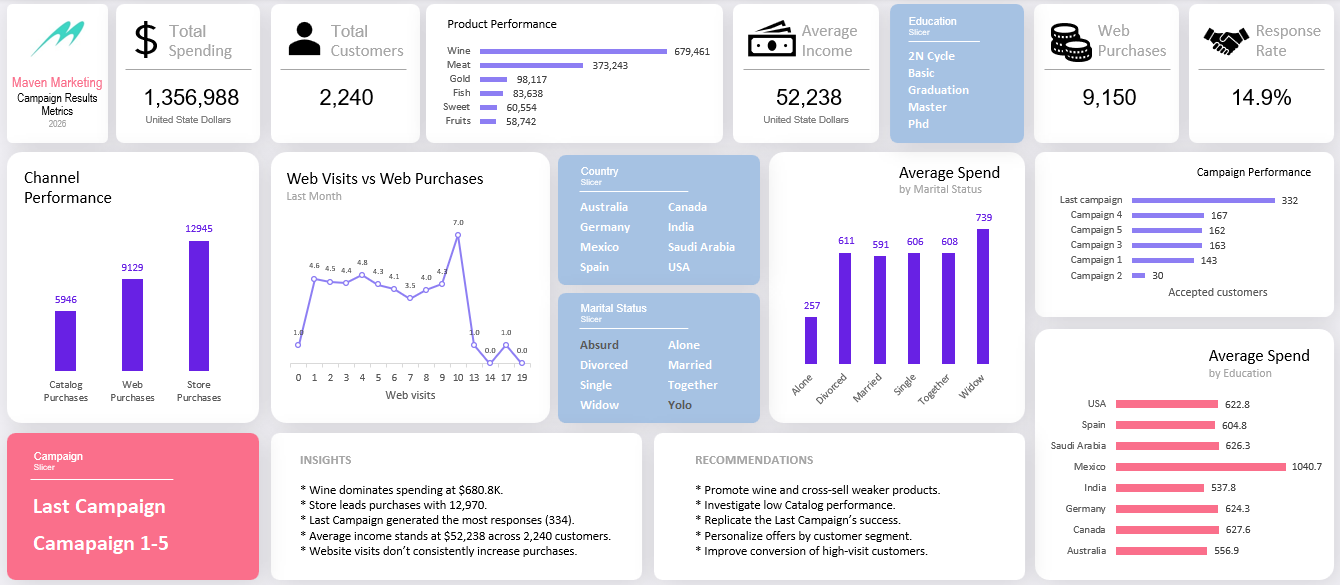 Maven Marketing
Campaign Results
Metrics
2026
Total
Spending
1,356,988
United State Dollars
Total
Customers
2,240
Product Performance
Wine 679,461
Meat 373,243
Gold 98,117
Fish 83,638
Sweet 60,554
Fruits 58,742
Average
Income
52,238
United State Dollars
Education
Slicer
2N Cycle
Basic
Graduation
Master
Phd
Web
Purchases
9,150
Response
Rate
14.9%
Channel
Performance
5946
9129
12945
Catalog
Purchases
Web
Purchases
Store
Purchases
Web Visits vs Web Purchases
Last Month
1.0 4.6 4.5 4.4 4.8 4.3 4.1 3.5 4.0 4.3 7.0 1.0 0.0 1.0 0.0
0 1 2 3 4 5 6 7 8 9 10 13 14 17 19
Web visits
Country
Slicer
Australia Canada
Germany India
Mexico Saudi Arabia
Spain USA
Marital Status
Slicer
Absurd Alone
Divorced Married
Single Together
Widow Yolo
Average Spend
by Marital Status
257 611 591 606 608 739
Alone Divorced Married Single Together Widow
Campaign Performance
Last campaign 332
Campaign 4 167
Campaign 5 162
Campaign 3 163
Campaign 1 143
Campaign 2 30
Accepted customers
Average Spend
by Education
USA 622.8
Spain 604.8
Saudi Arabia 626.3
Mexico 1040.7
India 537.8
Germany 624.3
Canada 627.6
Australia 556.9
Campaign
Slicer
Last Campaign
Camapaign 1-5
INSIGHTS
* Wine dominates spending at $680.8K.
* Store leads purchases with 12,970.
* Last Campaign generated the most responses (334).
* Average income stands at $52,238 across 2,240 customers.
* Website visits don’t consistently increase purchases.
RECOMMENDATIONS
* Promote wine and cross-sell weaker products.
* Investigate low Catalog performance.
* Replicate the Last Campaign’s success.
* Personalize offers by customer segment.
* Improve conversion of high-visit customers.